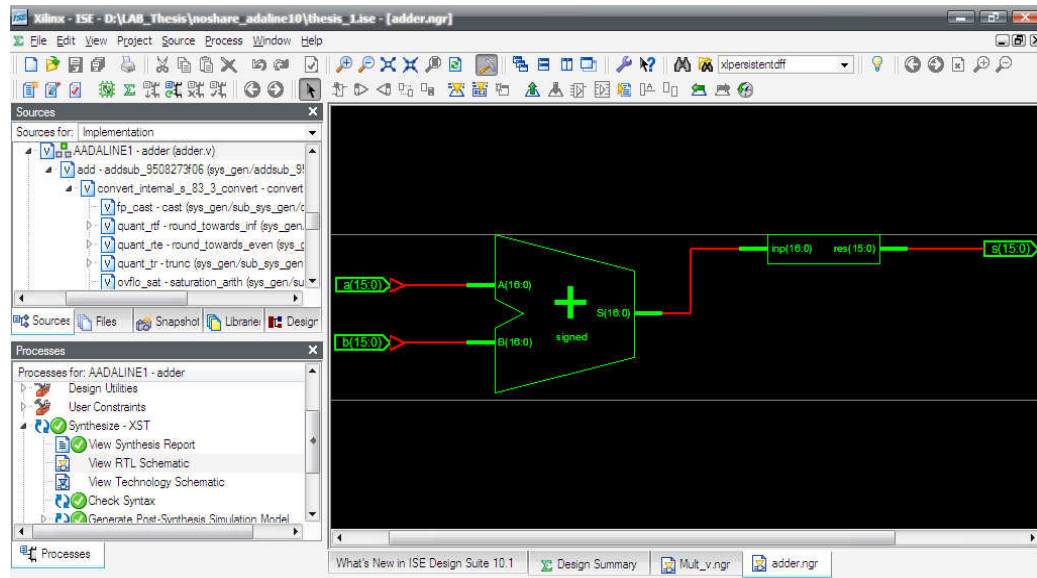 Xilinx - ISE - D:\LAB_Thesis\noshare_adaline10\thesis_1.ise - [adder.ngr]
File Edit View Project Source Process Window Help
xlpersistentdff
Sources
Sources for: Implementation
AADALINE1 - adder (adder.v)
add - addsub_9508273f06 (sys_gen/addsub_9
convert_internal_s_83_3_convert - convert
fp_cast - cast (sys_gen/sub_sys_gen/c
quant_rtf - round_towards_inf (sys_gen.
quant_rte - round_towards_even (sys_g
quant_tr - trunc (sys_gen/sub_sys_gen
ovflo_sat - saturation_arith (sys_gen/su
Sources Files Snapshot Librarie Design
Processes
Processes for: AADALINE1 - adder
Design Utilities
User Constraints
Synthesize - XST
View Synthesis Report
View RTL Schematic
View Technology Schematic
Check Syntax
Generate Post-Synthesis Simulation Model
Processes
a(15:0)
b(15:0)
A(16:0)
B(16:0)
signed
S(16:0)
inp(16:0) res(15:0)
s(15:0)
What's New in ISE Design Suite 10.1 Design Summary Mult_v.ngr adder.ngr